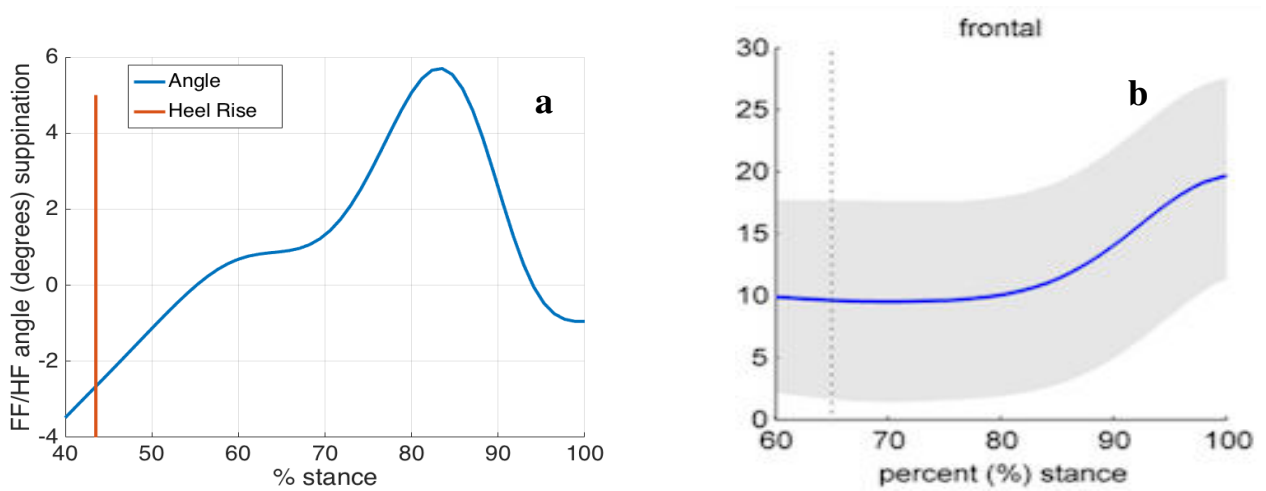 FF/HF angle (degrees) suppination
6
4
2
0
-2
-4
Angle
Heel Rise
a
40 50 60 70 80 90 100
% stance
frontal
b
30
25
20
15
10
5
0
60 70 80 90 100
percent (%) stance